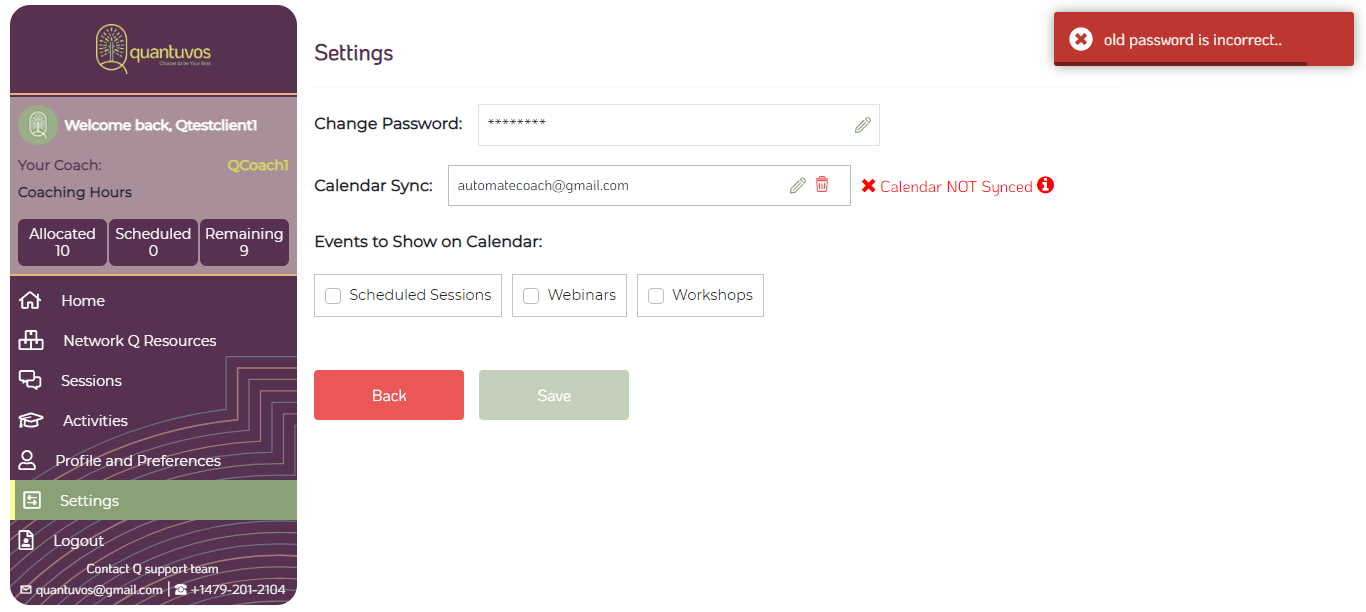 quantuvos
Choose to be Your Best
Welcome back, Qtestclient1
Your Coach: QCoach1
Coaching Hours
Allocated Scheduled Remaining
10 0 9
Home
Network Q Resources
Sessions
Activities
Profile and Preferences
Settings
Logout
Contact Q support team
quantuvos@gmail.com | +1479-201-2104
Settings
Change Password: ********
Calendar Sync: automatecoach@gmail.com Calendar NOT Synced
Events to Show on Calendar:
Scheduled Sessions Webinars Workshops
Back Save
old password is incorrect..